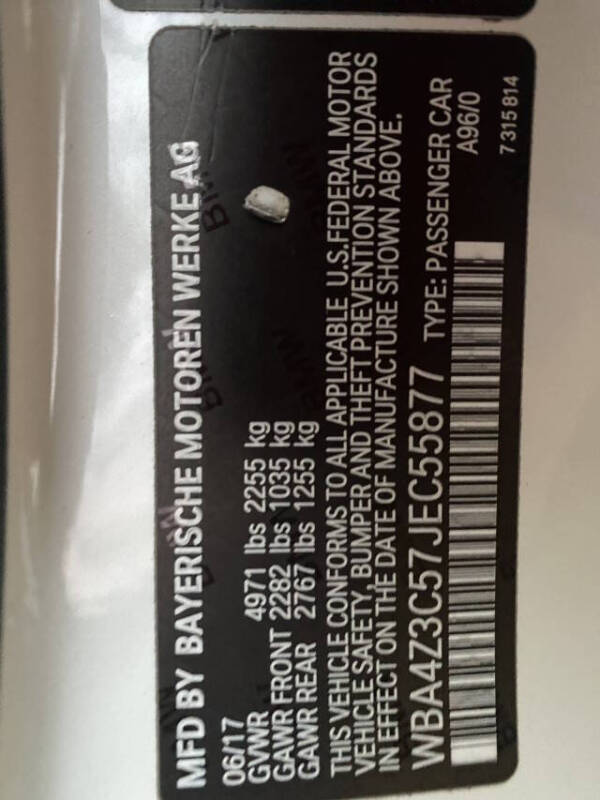 MFD BY BAYERISCHE MOTOREN WERKE AG
06/17
GVWR 4971 lbs 2255 kg
GAWR FRONT 2282 lbs 1035 kg
GAWR REAR 2767 lbs 1255 kg
THIS VEHICLE CONFORMS TO ALL APPLICABLE U.S.FEDERAL MOTOR
VEHICLE SAFETY, BUMPER AND THEFT PREVENTION STANDARDS
IN EFFECT ON THE DATE OF MANUFACTURE SHOWN ABOVE.
WBA4Z3C57JEC55877 TYPE: PASSENGER CAR
A96/0
7315814